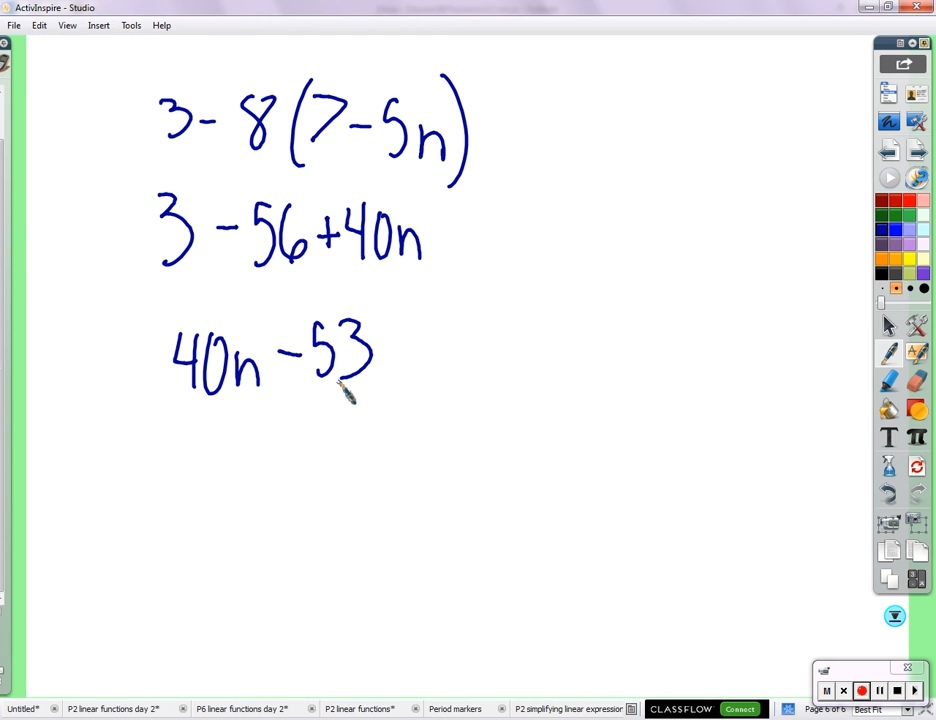 ActivInspire - Studio
File Edit View Insert Tools Help
3 - 8(7 - 5n)
3 - 56 + 40n
40n - 53
M
Untitled* P2 linear functions day 2* P6 linear functions day 2* P2 linear functions* Period markers P2 simplifying linear expression CLASSFLOW Connect Page 6 of 6 Best Fit